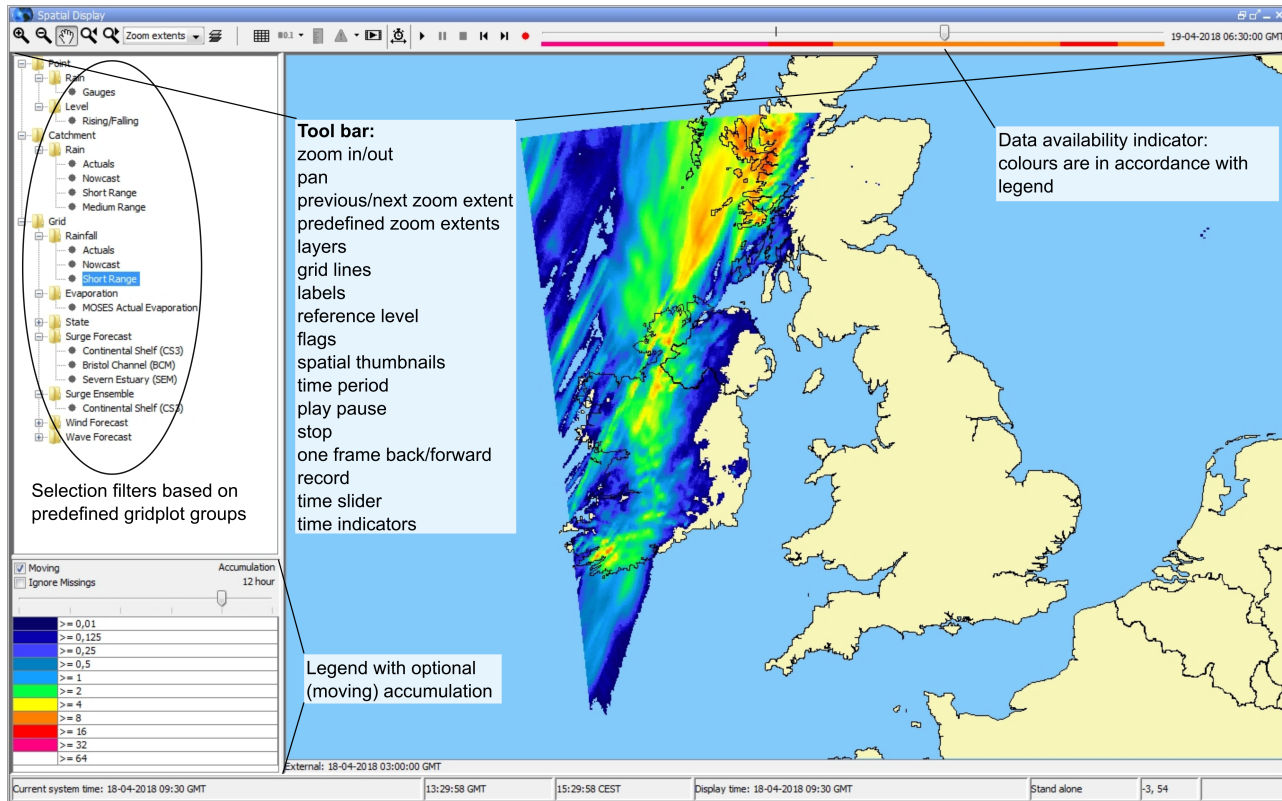 Spatial Display
Zoom extents
0.1
19-04-2018 06:30:00 GMT
Point
Rain
Gauges
Level
Rising/Falling
Catchment
Rain
Actuals
Nowcast
Short Range
Medium Range
Grid
Rainfall
Actuals
Nowcast
Short Range
Evaporation
MOSES Actual Evaporation
State
Surge Forecast
Continental Shelf (CS3)
Bristol Channel (BCM)
Severn Estuary (SEM)
Surge Ensemble
Continental Shelf (CS3)
Wind Forecast
Wave Forecast
Selection filters based on
predefined gridplot groups
Tool bar:
zoom in/out
pan
previous/next zoom extent
predefined zoom extents
layers
grid lines
labels
reference level
flags
spatial thumbnails
time period
play pause
stop
one frame back/forward
record
time slider
time indicators
Data availability indicator:
colours are in accordance with
legend
Moving
Accumulation
Ignore Missings
12 hour
>= 0,01
>= 0,125
>= 0,25
>= 0,5
>= 1
>= 2
>= 4
>= 8
>= 16
>= 32
>= 64
Legend with optional
(moving) accumulation
External: 18-04-2018 03:00:00 GMT
Current system time: 18-04-2018 09:30 GMT
13:29:58 GMT
15:29:58 CEST
Display time: 18-04-2018 09:30 GMT
Stand alone
-3, 54